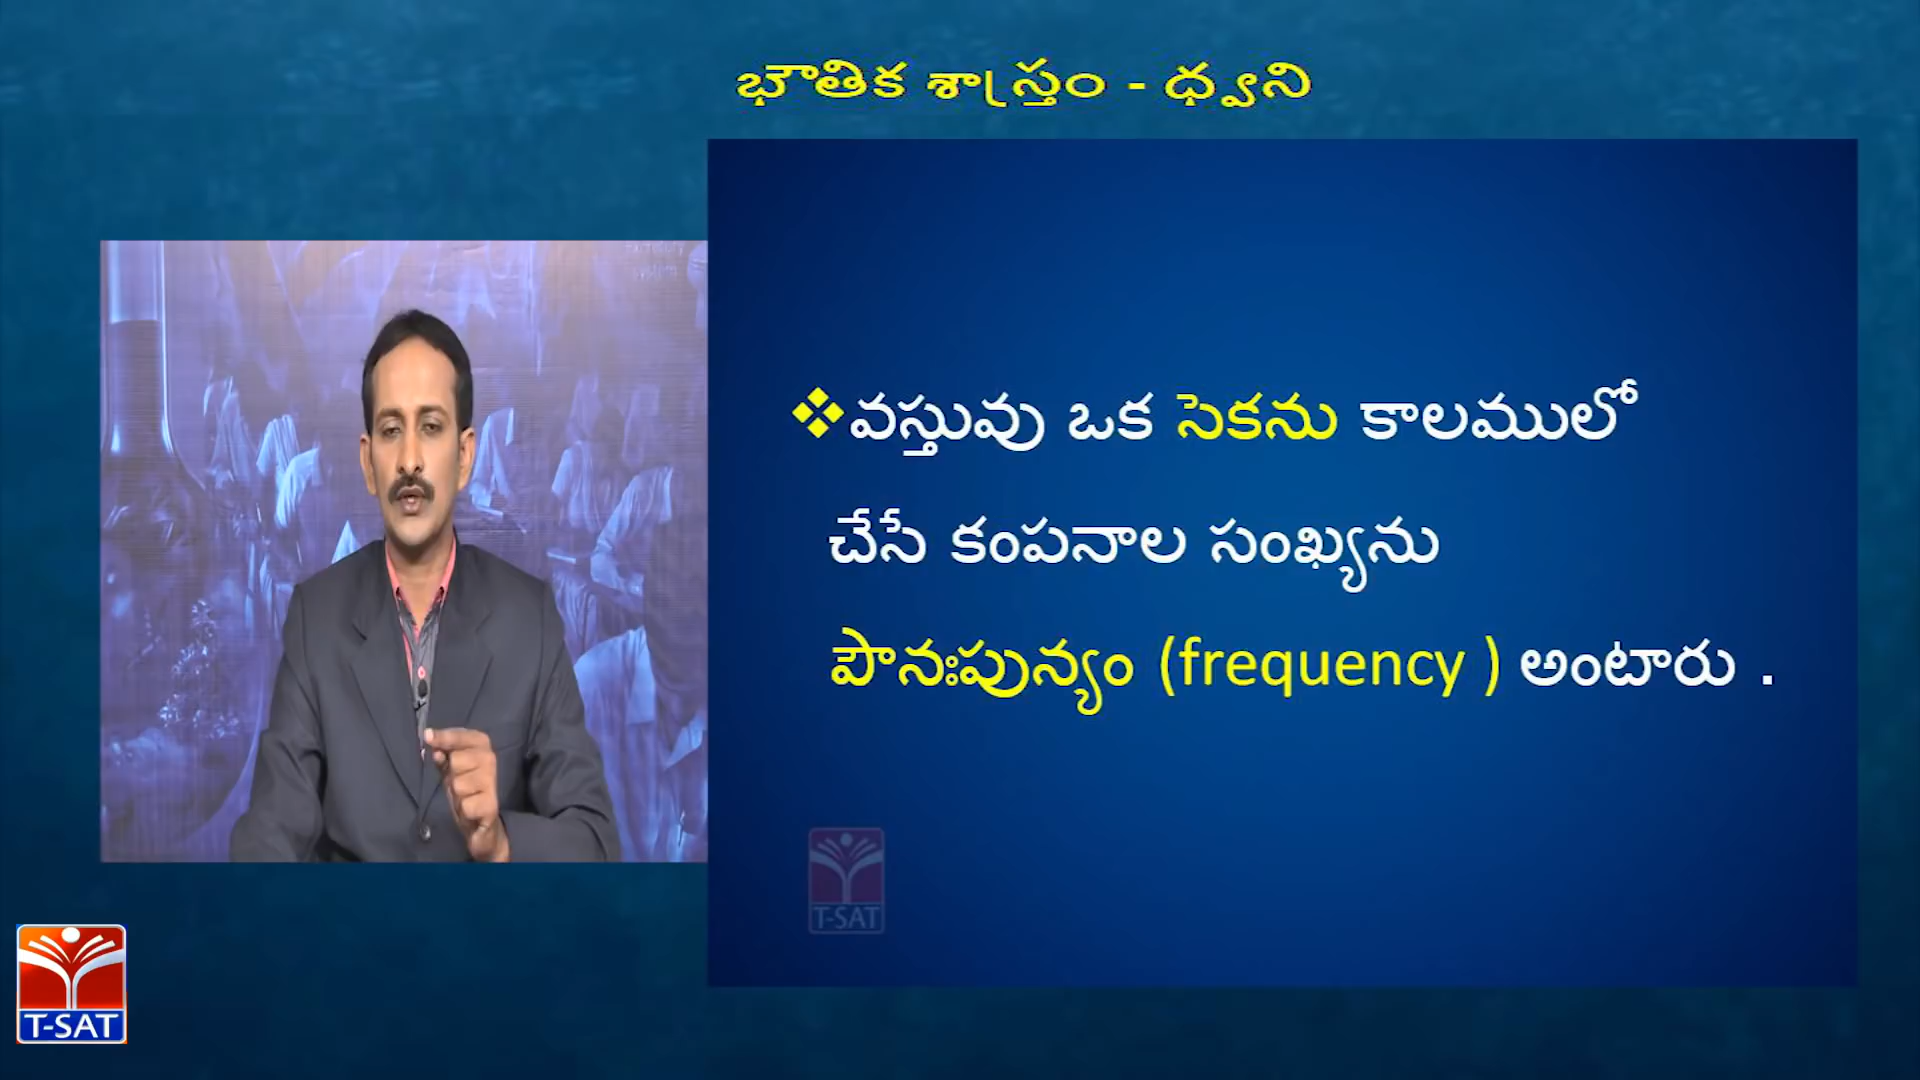 భౌతిక శాస్త్రం - ధ్వని
❖వస్తువు ఒక సెకను కాలములో
చేసే కంపనాల సంఖ్యను
పౌనఃపున్యం (frequency ) అంటారు .
T-SAT
T-SAT